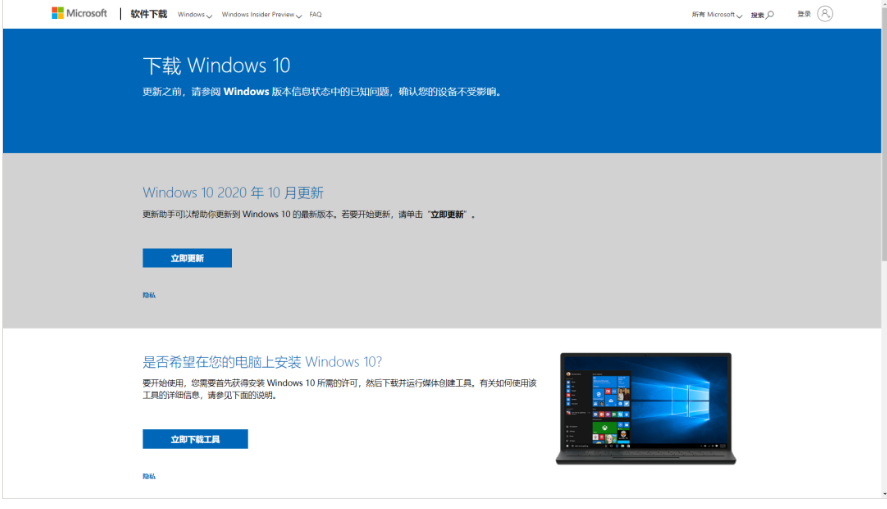 Microsoft 软件下载 Windows Windows Insider Preview FAQ 所有 Microsoft 搜索 登录
下载 Windows 10
更新之前，请参阅 Windows 版本信息状态中的已知问题，确认您的设备不受影响。
Windows 10 2020 年 10 月更新
更新助手可以帮助你更新到 Windows 10 的最新版本。若要开始更新，请单击“立即更新”。
立即更新
隐私
是否希望在您的电脑上安装 Windows 10?
要开始使用，您需要首先获得安装 Windows 10 所需的许可，然后下载并运行媒体创建工具。有关如何使用该
工具的详细信息，请参见下面的说明。
立即下载工具
隐私